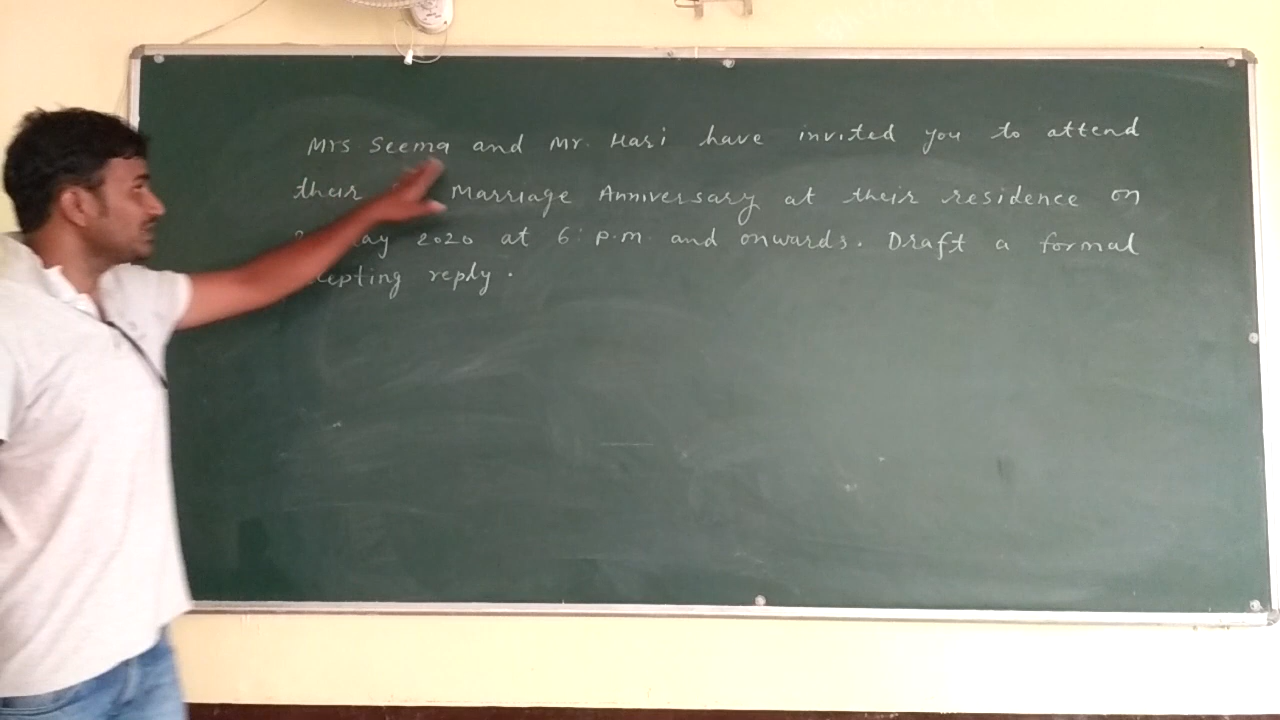 Mrs Seema and Mr. Hari have invited you to attend
their Marriage Anniversary at their residence on
May 2020 at 6: p.m. and onwards. Draft a formal
reply.